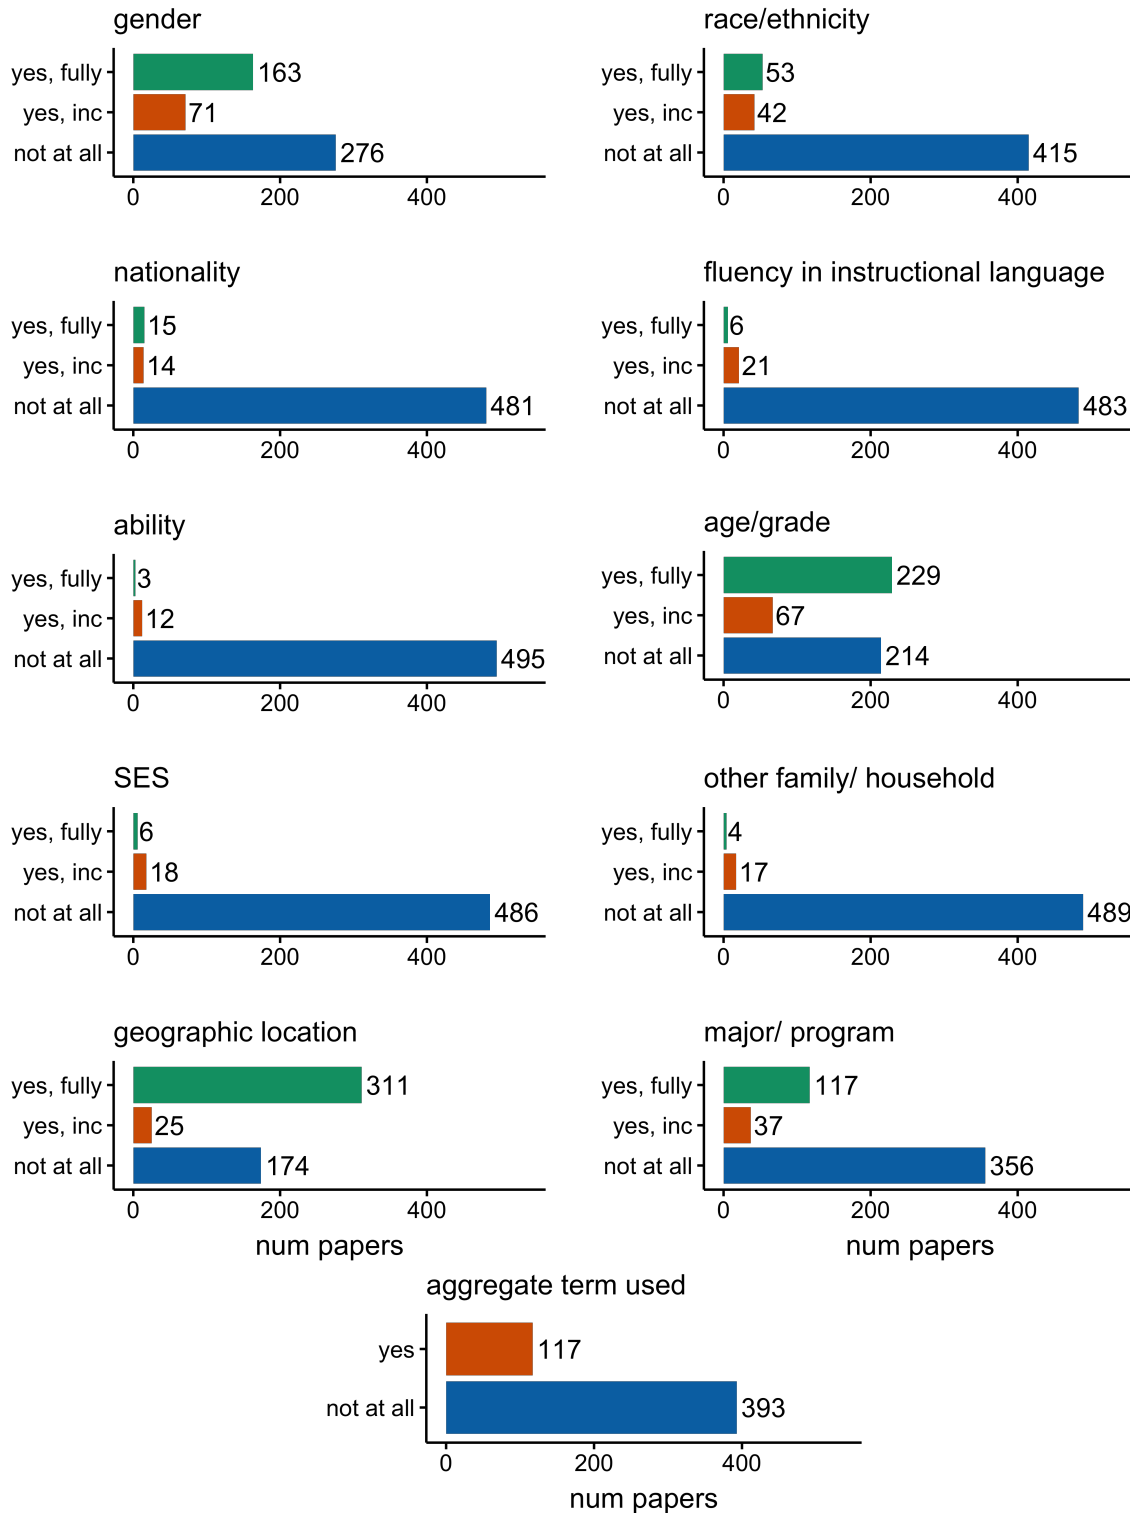 gender
yes, fully 163
yes, inc 71
not at all 276
0 200 400
race/ethnicity
yes, fully 53
yes, inc 42
not at all 415
0 200 400
nationality
yes, fully 15
yes, inc 14
not at all 481
0 200 400
fluency in instructional language
yes, fully 6
yes, inc 21
not at all 483
0 200 400
ability
yes, fully 3
yes, inc 12
not at all 495
0 200 400
age/grade
yes, fully 229
yes, inc 67
not at all 214
0 200 400
SES
yes, fully 6
yes, inc 18
not at all 486
0 200 400
other family/ household
yes, fully 4
yes, inc 17
not at all 489
0 200 400
geographic location
yes, fully 311
yes, inc 25
not at all 174
0 200 400
num papers
major/ program
yes, fully 117
yes, inc 37
not at all 356
0 200 400
num papers
aggregate term used
yes 117
not at all 393
0 200 400
num papers